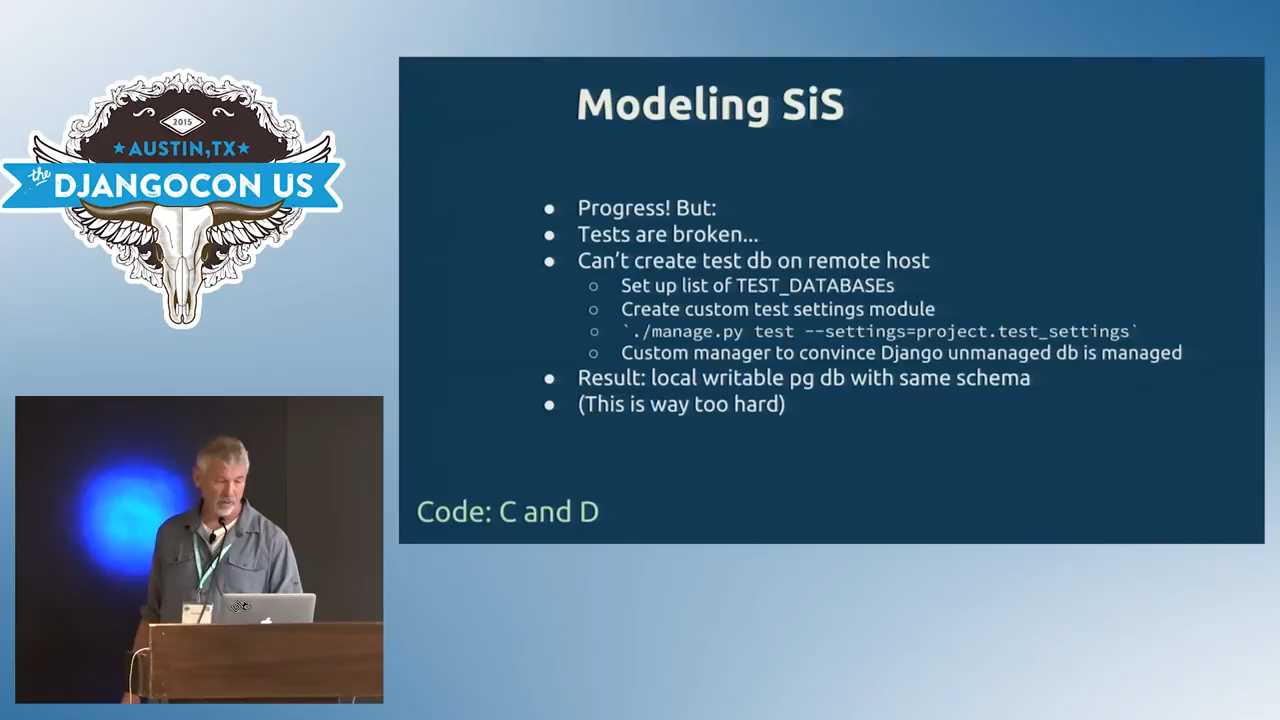 2015
★AUSTIN,TX★
the
DJANGOCON US
Modeling SiS
● Progress! But:
● Tests are broken...
● Can't create test db on remote host
○ Set up list of TEST_DATABASEs
○ Create custom test settings module
○ `./manage.py test --settings=project.test_settings`
○ Custom manager to convince Django unmanaged db is managed
● Result: local writable pg db with same schema
● (This is way too hard)
Code: C and D